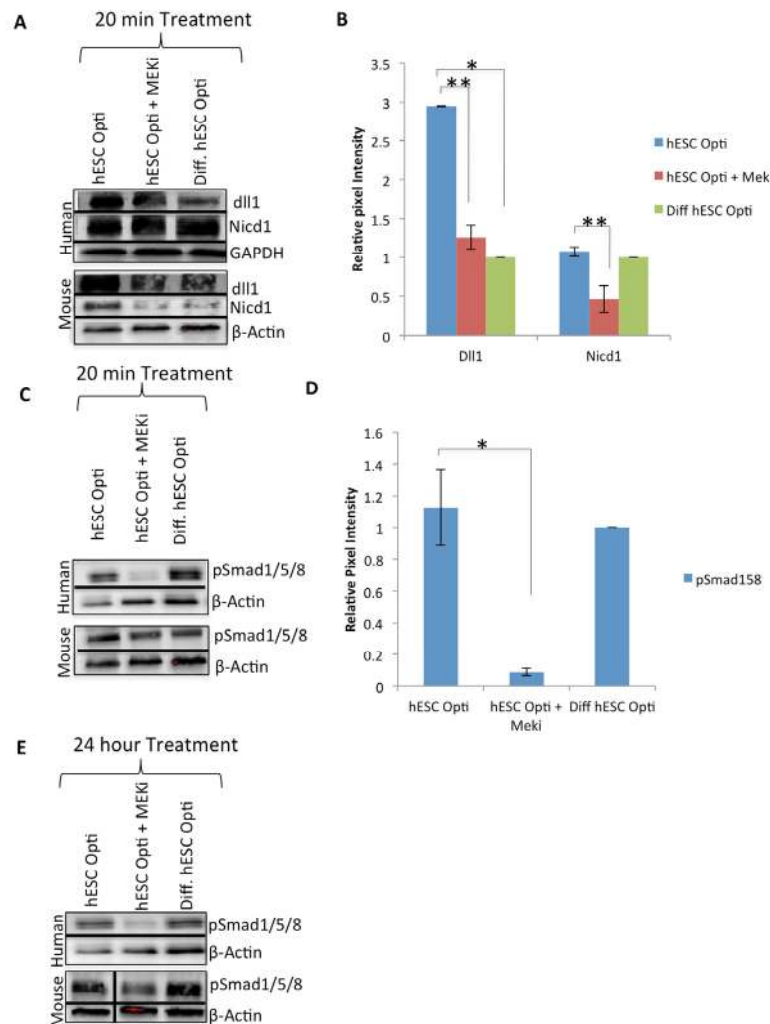 A
20 min Treatment
hESC Opti
hESC Opti + MEKi
Diff. hESC Opti
Human
dll1
Nicd1
GAPDH
Mouse
dll1
Nicd1
β-Actin
B
Relative pixel Intensity
3.5
3
2.5
2
1.5
1
0.5
0
*
**
**
Dll1
Nicd1
hESC Opti
hESC Opti + Mek
Diff hESC Opti
C
20 min Treatment
hESC Opti
hESC Opti + MEKi
Diff. hESC Opti
Human
pSmad1/5/8
β-Actin
Mouse
pSmad1/5/8
β-Actin
D
Relative Pixel Intensity
1.6
1.4
1.2
1
0.8
0.6
0.4
0.2
0
*
hESC Opti
hESC Opti +
Meki
Diff hESC Opti
pSmad158
E
24 hour Treatment
hESC Opti
hESC Opti + MEKi
Diff. hESC Opti
Human
pSmad1/5/8
β-Actin
Mouse
pSmad1/5/8
β-Actin